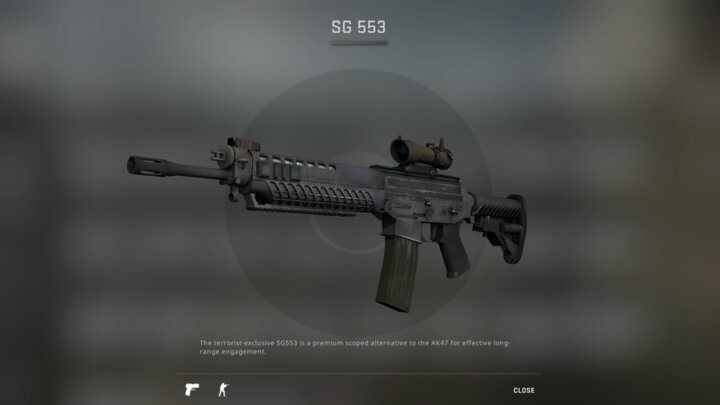 SG 553
The terrorist-exclusive SG553 is a premium scoped alternative to the AK47 for effective long-
range engagement.
CLOSE